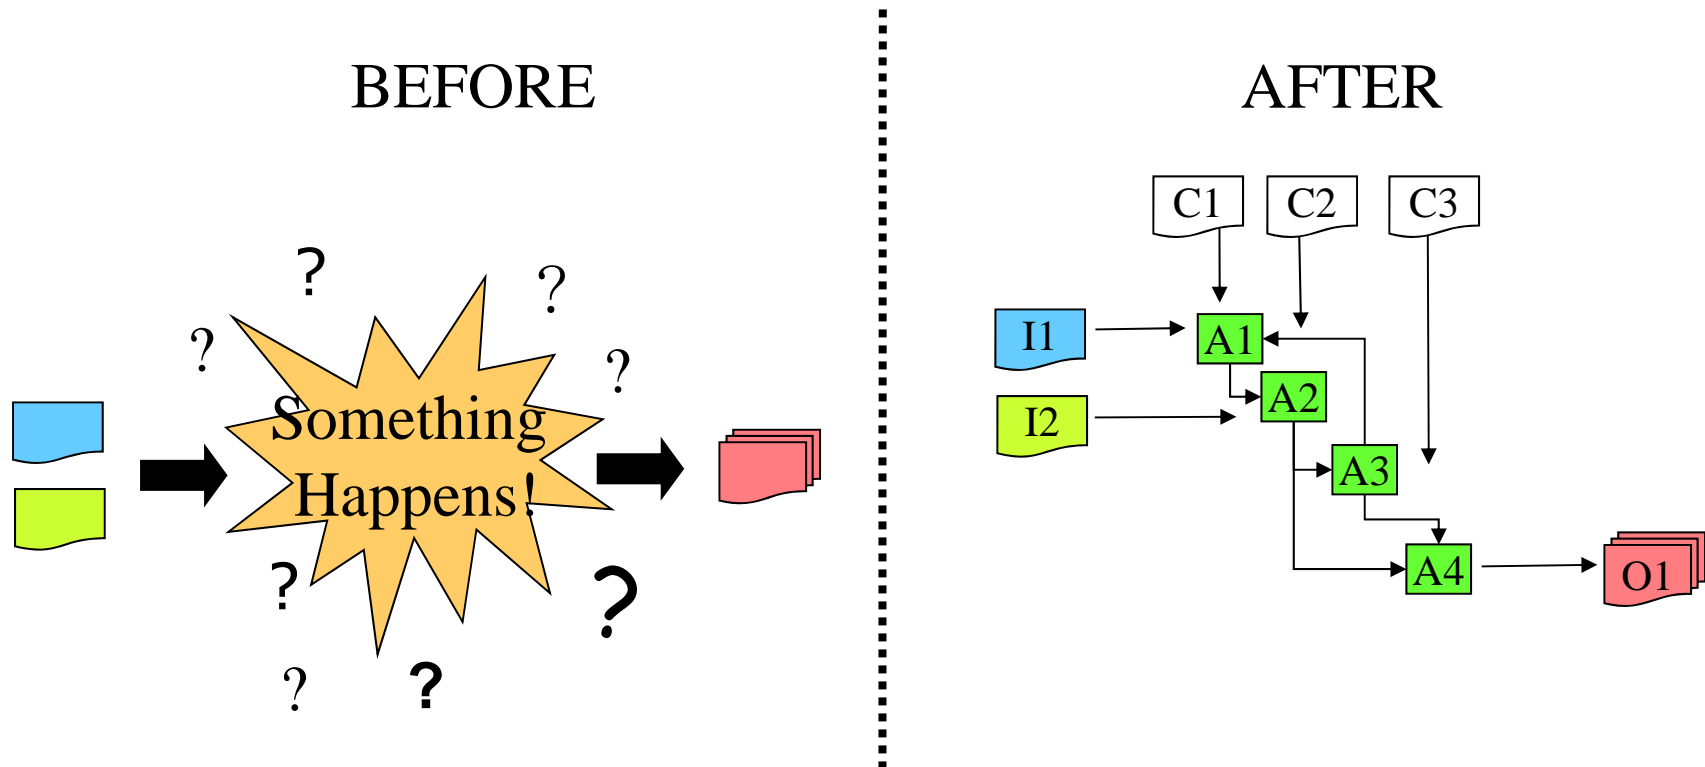 BEFORE
?
?
?
?
Something
Happens!
?
?
?
?
AFTER
C1 C2 C3
I1
A1
I2
A2
A3
A4
O1